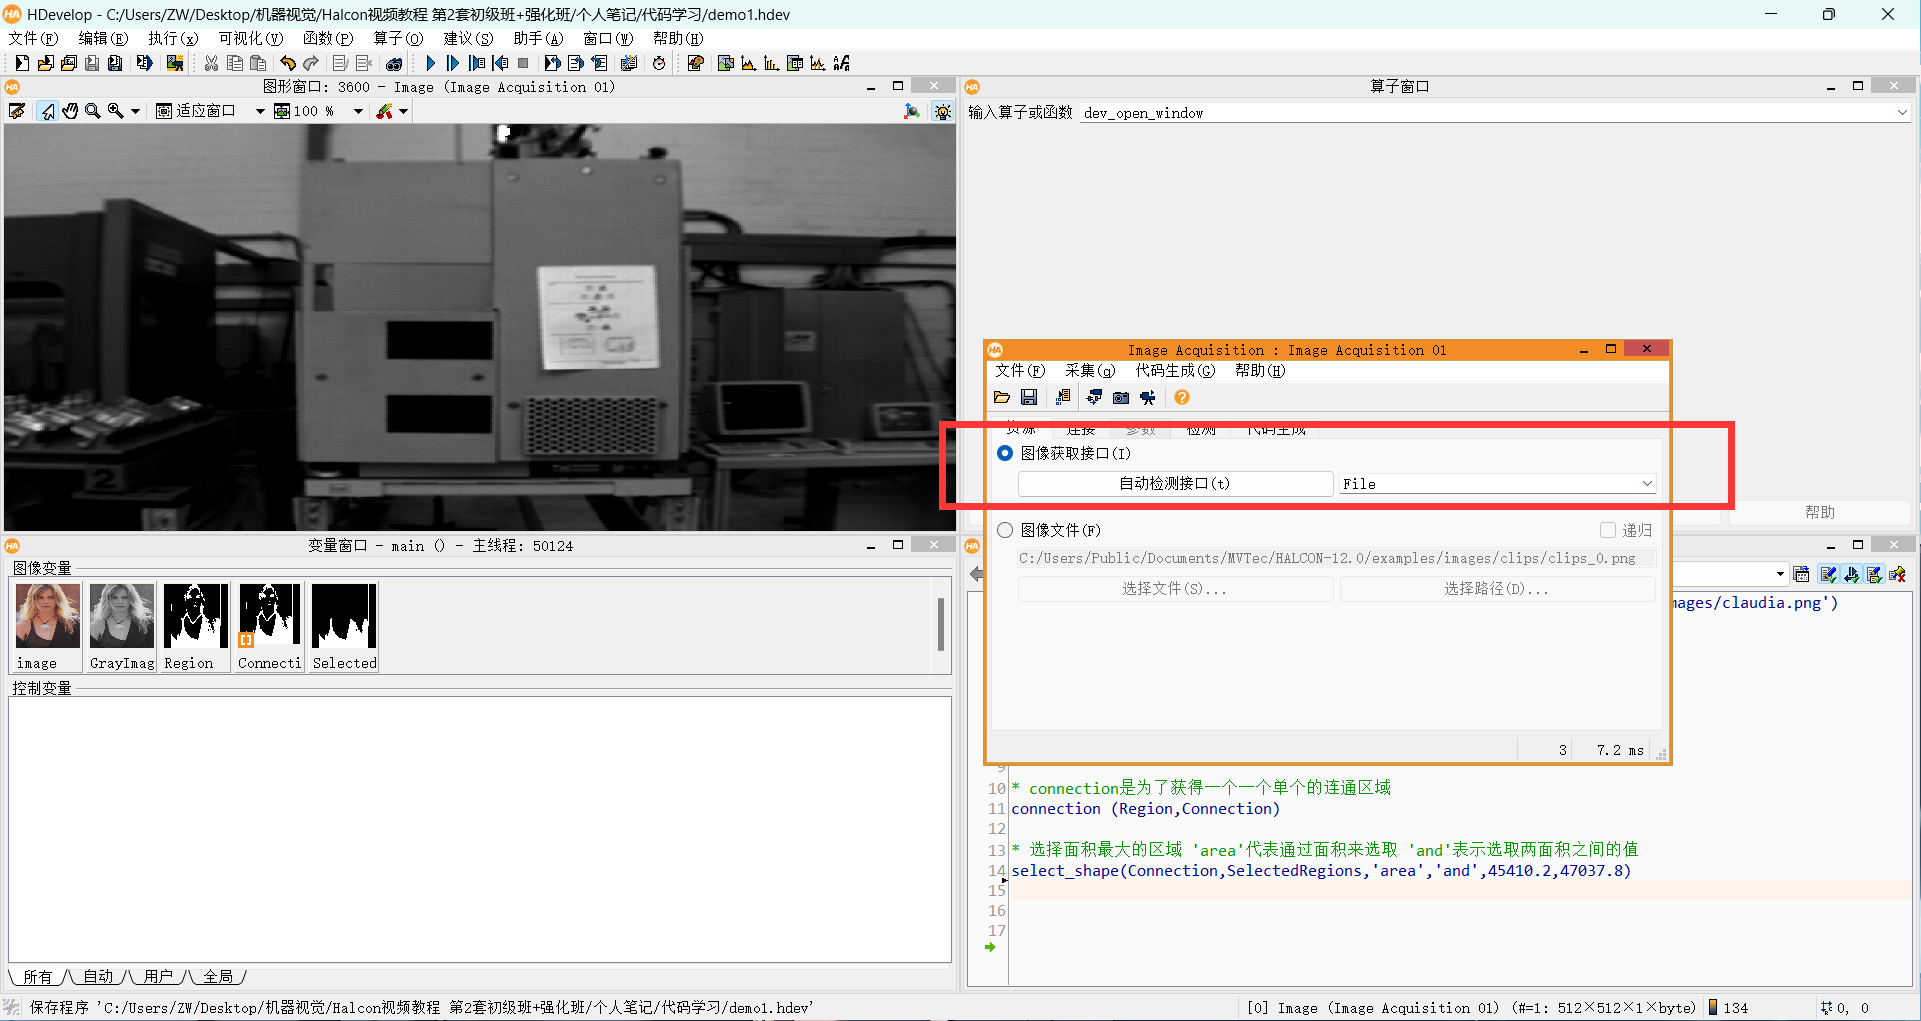 HDevelop - C:/Users/ZW/Desktop/机器视觉/Halcon视频教程 第2套初级班+强化班/个人笔记/代码学习/demo1.hdev
文件(F) 编辑(E) 执行(x) 可视化(V) 函数(P) 算子(O) 建议(S) 助手(A) 窗口(W) 帮助(H)
图形窗口: 3600 - Image (Image Acquisition 01)
适应窗口 100 %
算子窗口
输入算子或函数 dev_open_window
帮助
Image Acquisition : Image Acquisition 01
文件(F) 采集(q) 代码生成(G) 帮助(H)
资源 连接 参数 检测 代码生成
图像获取接口(I)
自动检测接口(t) File
图像文件(F) 递归
C:/Users/Public/Documents/MVTec/HALCON-12.0/examples/images/clips/clips_0.png
选择文件(S)... 选择路径(D)...
3 7.2 ms
变量窗口 - main () - 主线程: 50124
图像变量
image GrayImag Region Connecti Selected
控制变量
所有 自动 用户 全局
mages/claudia.png')
9
10 * connection是为了获得一个一个单个的连通区域
11 connection (Region,Connection)
12
13 * 选择面积最大的区域 'area'代表通过面积来选取 'and'表示选取两面积之间的值
14 select_shape(Connection,SelectedRegions,'area','and',45410.2,47037.8)
15
16
17
保存程序 'C:/Users/ZW/Desktop/机器视觉/Halcon视频教程 第2套初级班+强化班/个人笔记/代码学习/demo1.hdev'
[0] Image (Image Acquisition 01) (#=1: 512×512×1×byte) 134 0, 0